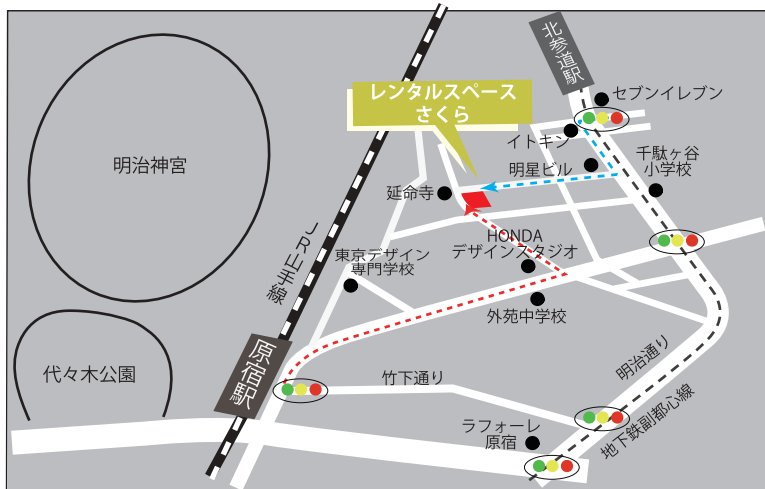 北参道駅
セブンイレブン
レンタルスペース
さくら
イトキン
千駄ヶ谷
小学校
明治神宮
明星ビル
延命寺
HONDA
デザインスタジオ
JR山手線
東京デザイン
専門学校
外苑中学校
原宿駅
代々木公園
竹下通り
明治通り
ラフォーレ
原宿
地下鉄副都心線